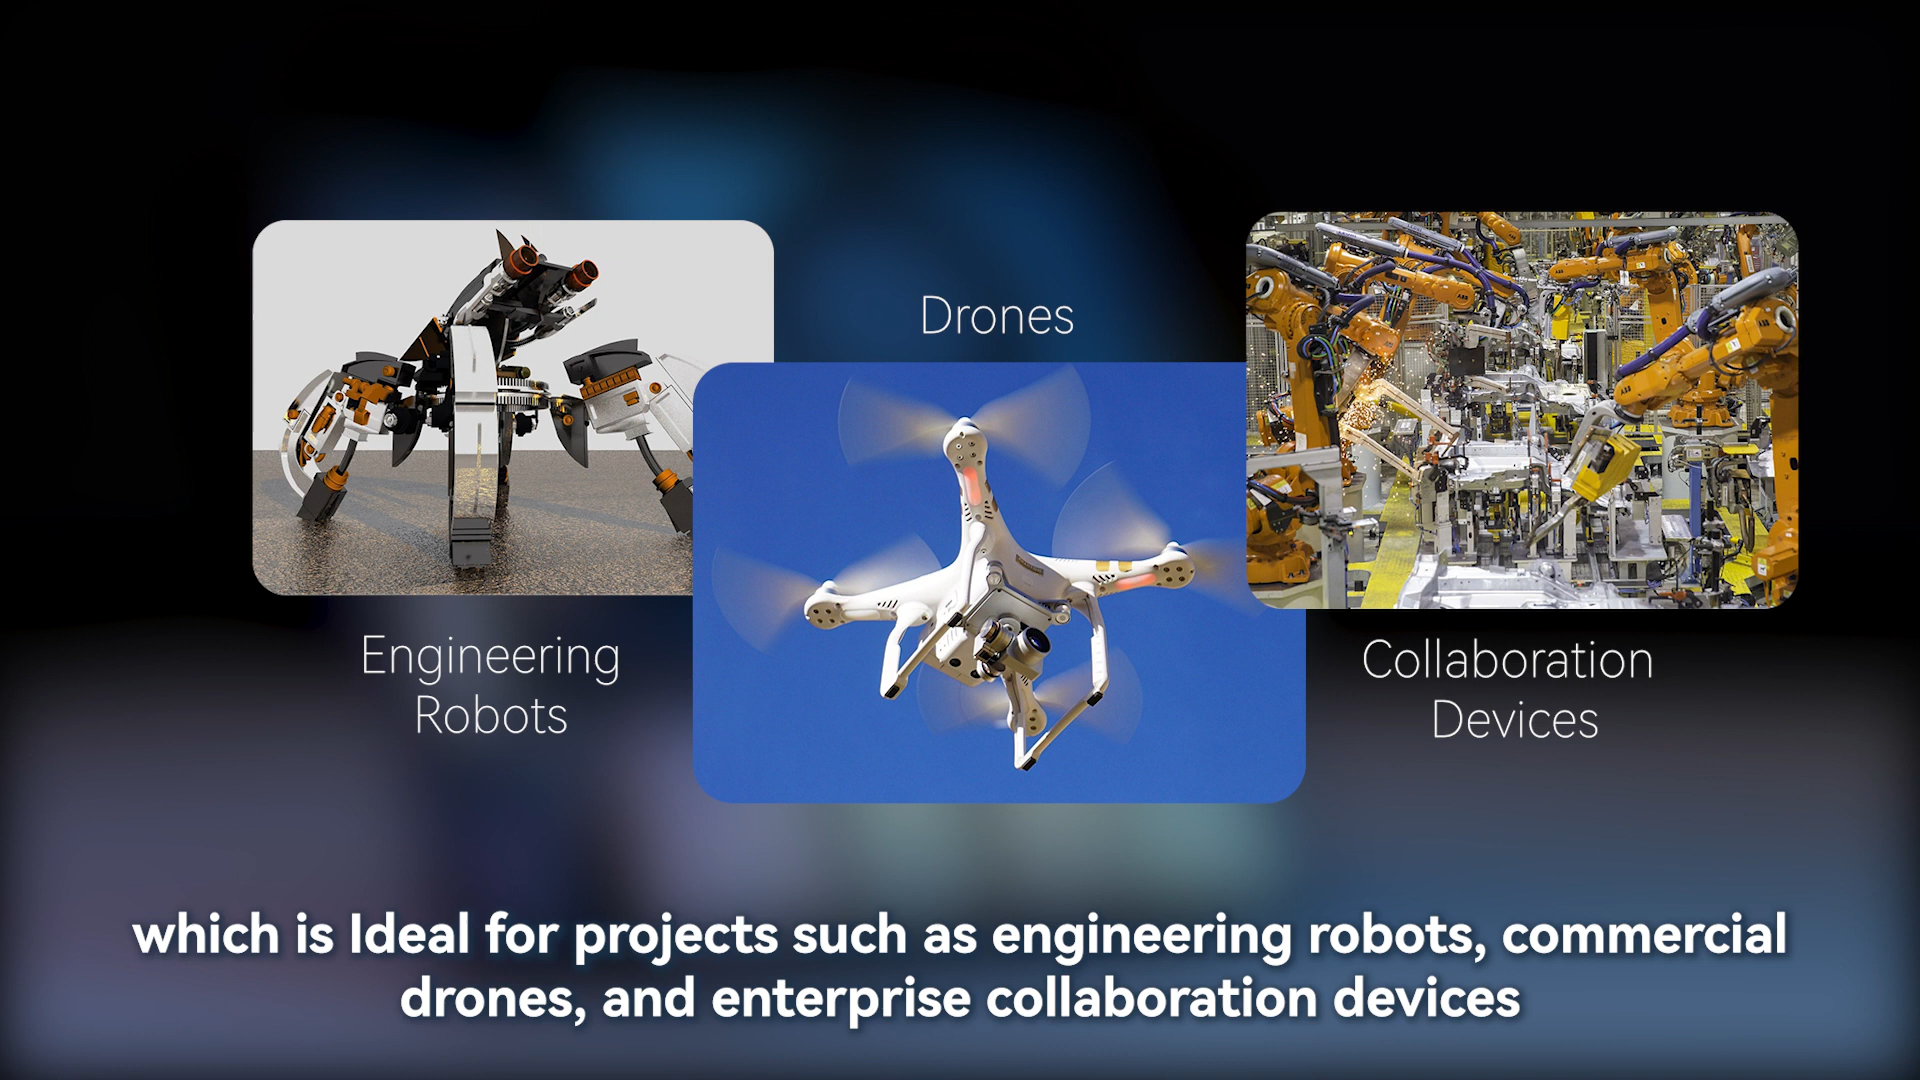 Drones
Engineering
Robots
Collaboration
Devices
which is Ideal for projects such as engineering robots, commercial
drones, and enterprise collaboration devices